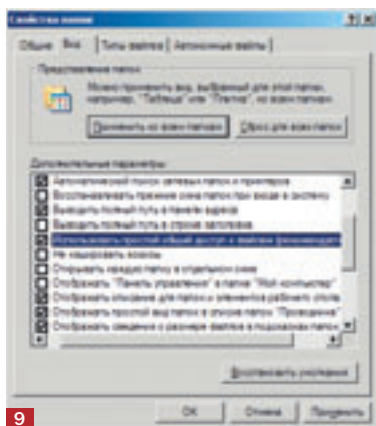 Свойства папки
Общие Вид Типы файлов Автономные файлы
Представление папок
Можно применить вид, выбранный для этой папки,
например, "Таблица" или "Плитка", ко всем папкам.
Применить ко всем папкам Сброс для всех папок
Дополнительные параметры:
Автоматический поиск сетевых папок и принтеров
Восстанавливать прежние окна папок при входе в систему
Выводить полный путь в панели адреса
Выводить полный путь в строке заголовка
Использовать простой общий доступ к файлам
Не кэшировать эскизы
Открывать каждую папку в отдельном окне
Отображать "Панель управления" в папке "Мой компьютер"
Отображать описание для папок и элементов рабочего стола
Отображать простой вид папок в списке папок "Проводника"
Отображать сведения о размере файлов в подсказках папок
Восстановить умолчания
9
ОК Отмена Применить